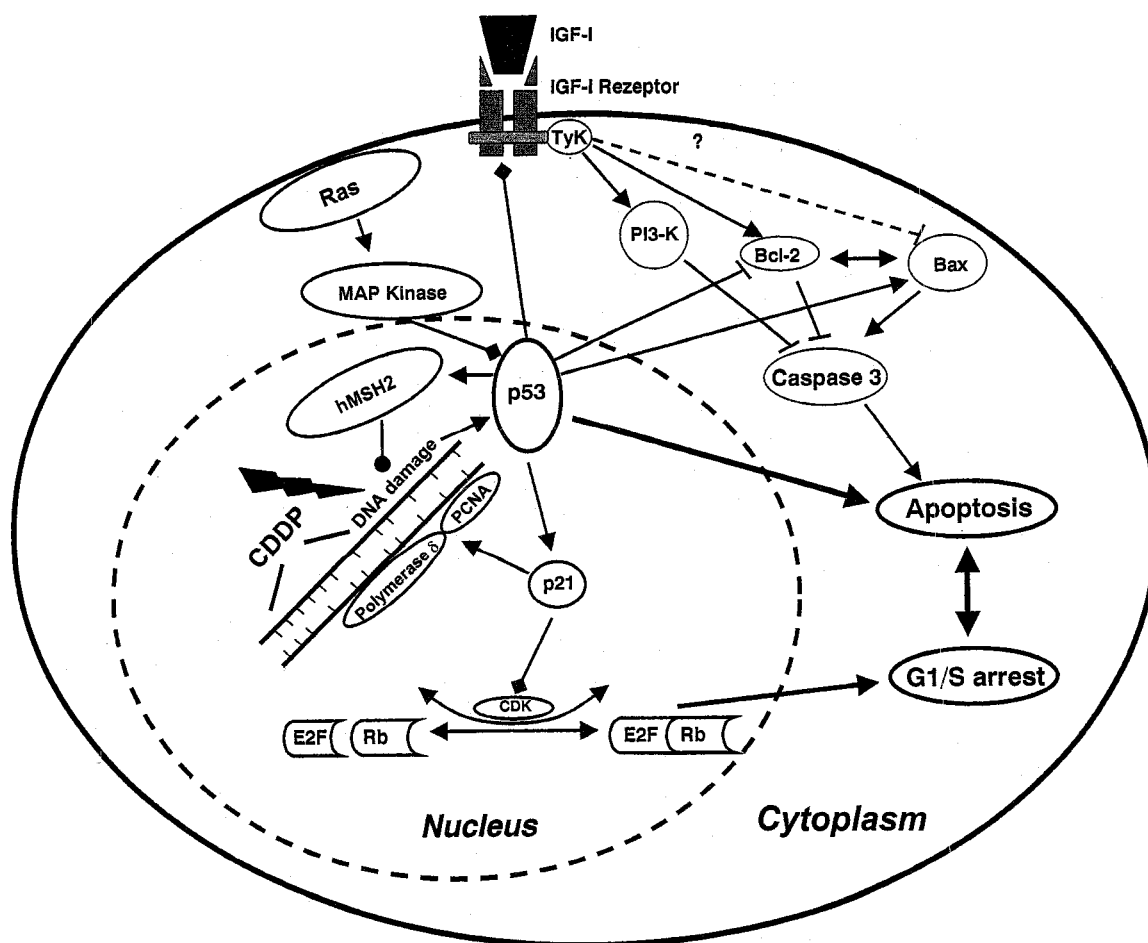 IGF-I
IGF-I Rezeptor
TyK
?
Ras
PI3-K
Bcl-2
Bax
MAP Kinase
hMSH2
p53
Caspase 3
DNA damage
CDDP
PCNA
Polymerase δ
p21
Apoptosis
G1/S arrest
CDK
E2F
Rb
E2F
Rb
Nucleus
Cytoplasm